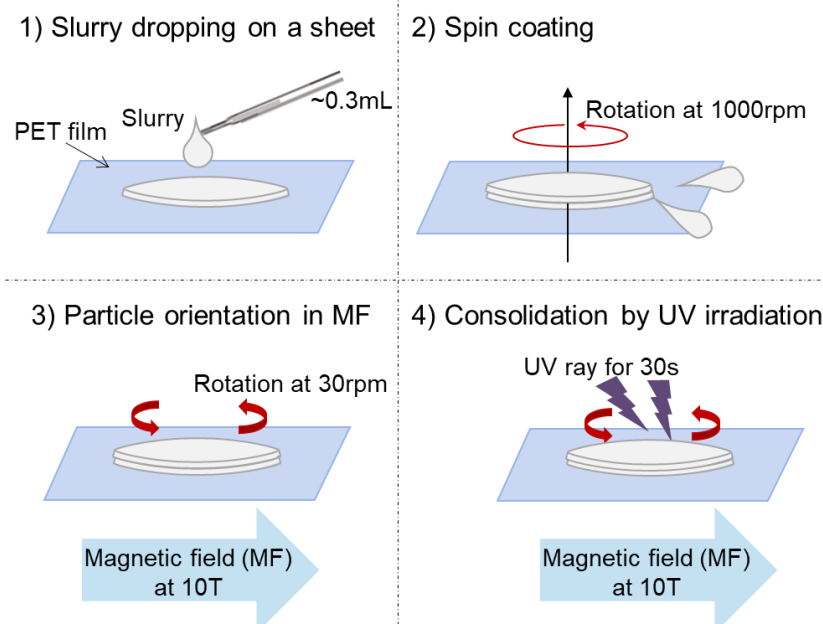 1) Slurry dropping on a sheet
~0.3mL
Slurry
PET film
2) Spin coating
Rotation at 1000rpm
3) Particle orientation in MF
Rotation at 30rpm
Magnetic field (MF)
at 10T
4) Consolidation by UV irradiation
UV ray for 30s
Magnetic field (MF)
at 10T